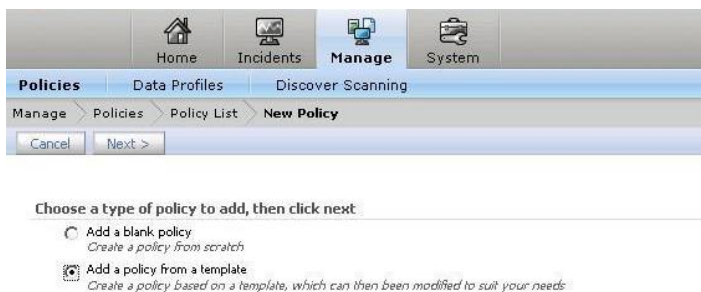 Home Incidents Manage System
Policies Data Profiles Discover Scanning
Manage Policies Policy List New Policy
Cancel Next >
Choose a type of policy to add, then click next
Add a blank policy
Create a policy from scratch
Add a policy from a template
Create a policy based on a template, which can then been modified to suit your needs